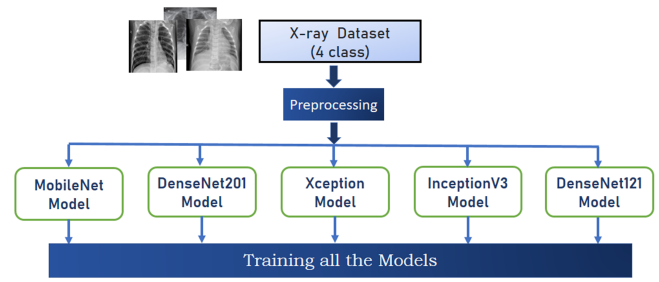 X-ray Dataset
(4 class)
Preprocessing
MobileNet
Model
DenseNet201
Model
Xception
Model
InceptionV3
Model
DenseNet121
Model
Training all the Models